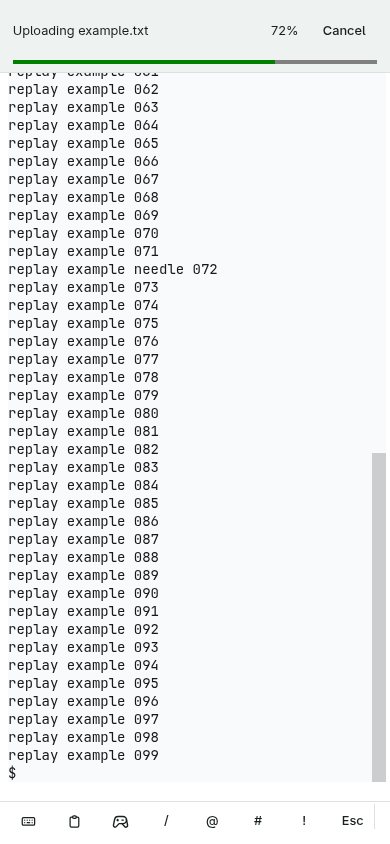 Uploading example.txt 72% Cancel
replay example 061
replay example 062
replay example 063
replay example 064
replay example 065
replay example 066
replay example 067
replay example 068
replay example 069
replay example 070
replay example 071
replay example needle 072
replay example 073
replay example 074
replay example 075
replay example 076
replay example 077
replay example 078
replay example 079
replay example 080
replay example 081
replay example 082
replay example 083
replay example 084
replay example 085
replay example 086
replay example 087
replay example 088
replay example 089
replay example 090
replay example 091
replay example 092
replay example 093
replay example 094
replay example 095
replay example 096
replay example 097
replay example 098
replay example 099
$
/ @ # ! Esc